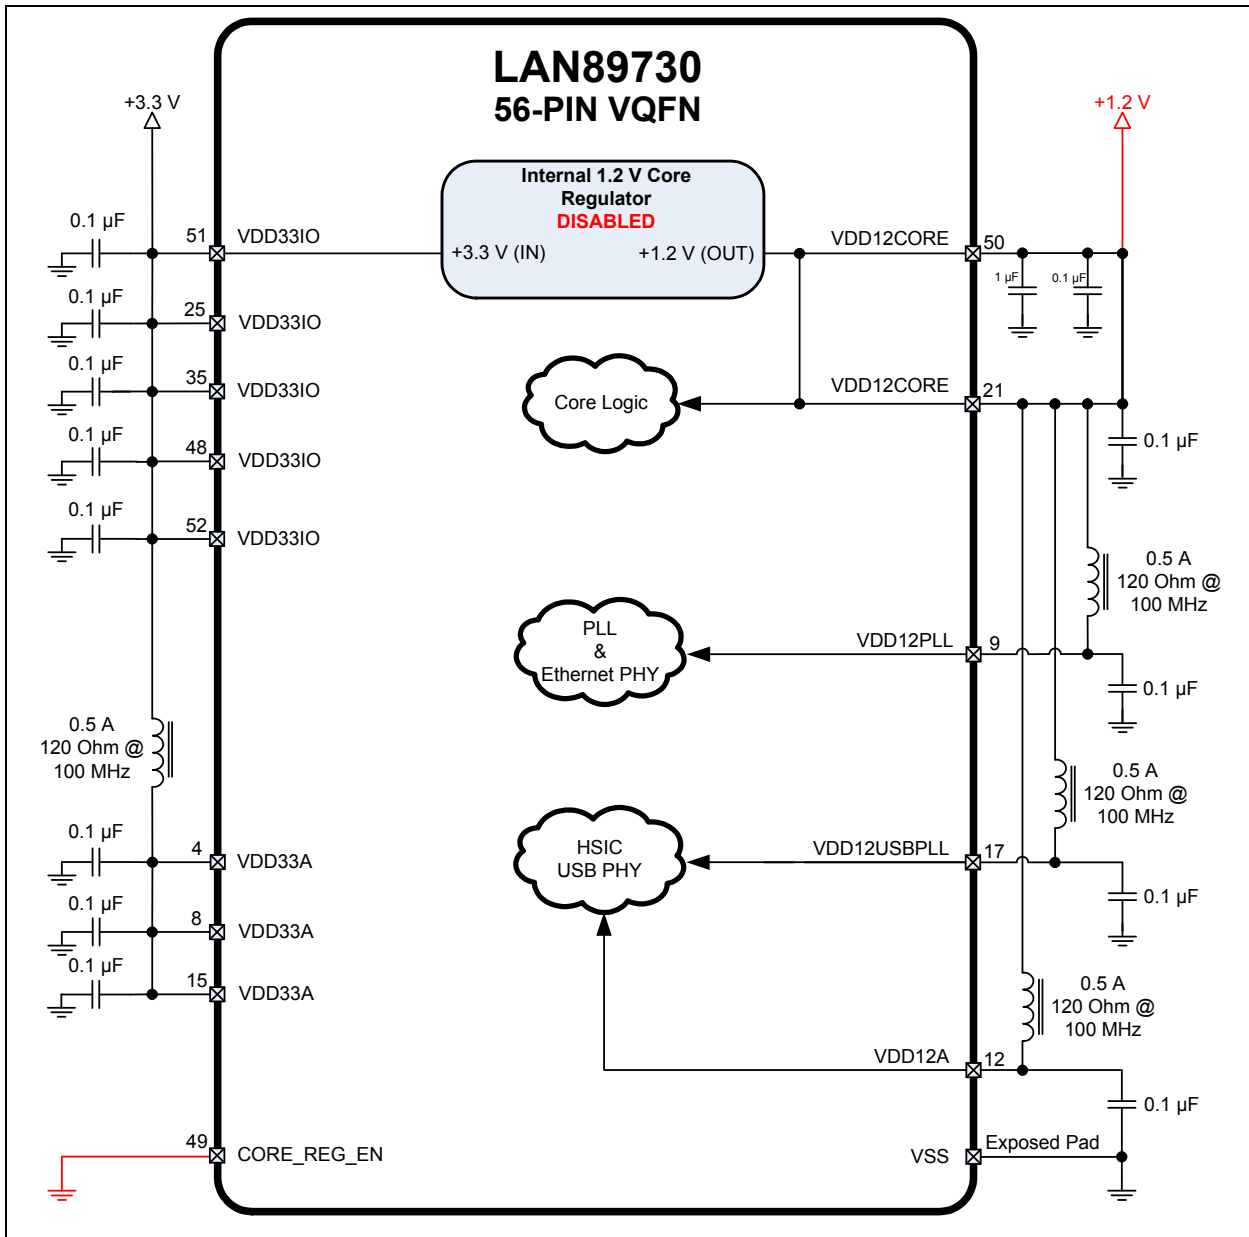 LAN89730
56-PIN VQFN
+3.3 V
+1.2 V
Internal 1.2 V Core
Regulator
DISABLED
+3.3 V (IN)
+1.2 V (OUT)
0.1 µF
51
VDD33IO
VDD12CORE
50
1 µF
0.1 µF
0.1 µF
25
VDD33IO
0.1 µF
35
VDD33IO
Core Logic
VDD12CORE
21
0.1 µF
0.1 µF
48
VDD33IO
0.1 µF
52
VDD33IO
0.5 A
120 Ohm @
100 MHz
PLL
&
Ethernet PHY
VDD12PLL
9
0.1 µF
0.5 A
120 Ohm @
100 MHz
0.5 A
120 Ohm @
100 MHz
0.1 µF
4
VDD33A
HSIC
USB PHY
VDD12USBPLL
17
0.1 µF
0.1 µF
8
VDD33A
0.1 µF
15
VDD33A
0.5 A
120 Ohm @
100 MHz
VDD12A
12
0.1 µF
49
CORE_REG_EN
VSS
Exposed Pad